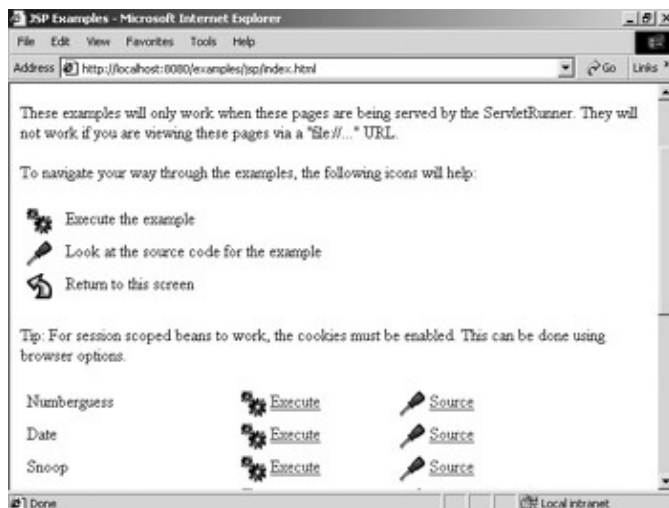 JSP Examples - Microsoft Internet Explorer
File Edit View Favorites Tools Help
Address http://localhost:8080/examples/jsp/index.html Go Links
These examples will only work when these pages are being served by the ServletRunner. They will
not work if you are viewing these pages via a "file://..." URL.
To navigate your way through the examples, the following icons will help:
Execute the example
Look at the source code for the example
Return to this screen
Tip: For session scoped beans to work, the cookies must be enabled. This can be done using
browser options.
Numberguess Execute Source
Date Execute Source
Snoop Execute Source
Done Local intranet